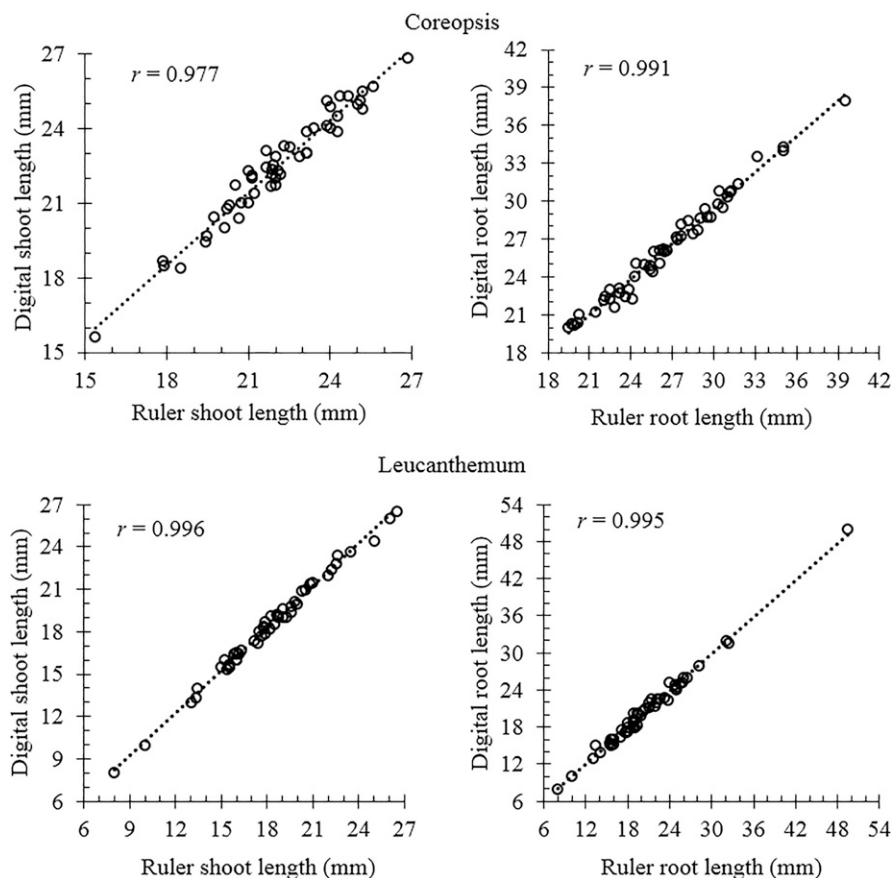 Coreopsis
r = 0.977
Digital shoot length (mm)
27
24
21
18
15
15 18 21 24 27
Ruler shoot length (mm)
r = 0.991
Digital root length (mm)
42
39
36
33
30
27
24
21
18
18 21 24 27 30 33 36 39 42
Ruler root length (mm)
Leucanthemum
r = 0.996
Digital shoot length (mm)
27
24
21
18
15
12
9
6
6 9 12 15 18 21 24 27
Ruler shoot length (mm)
r = 0.995
Digital root length (mm)
54
48
42
36
30
24
18
12
6
6 12 18 24 30 36 42 48 54
Ruler root length (mm)